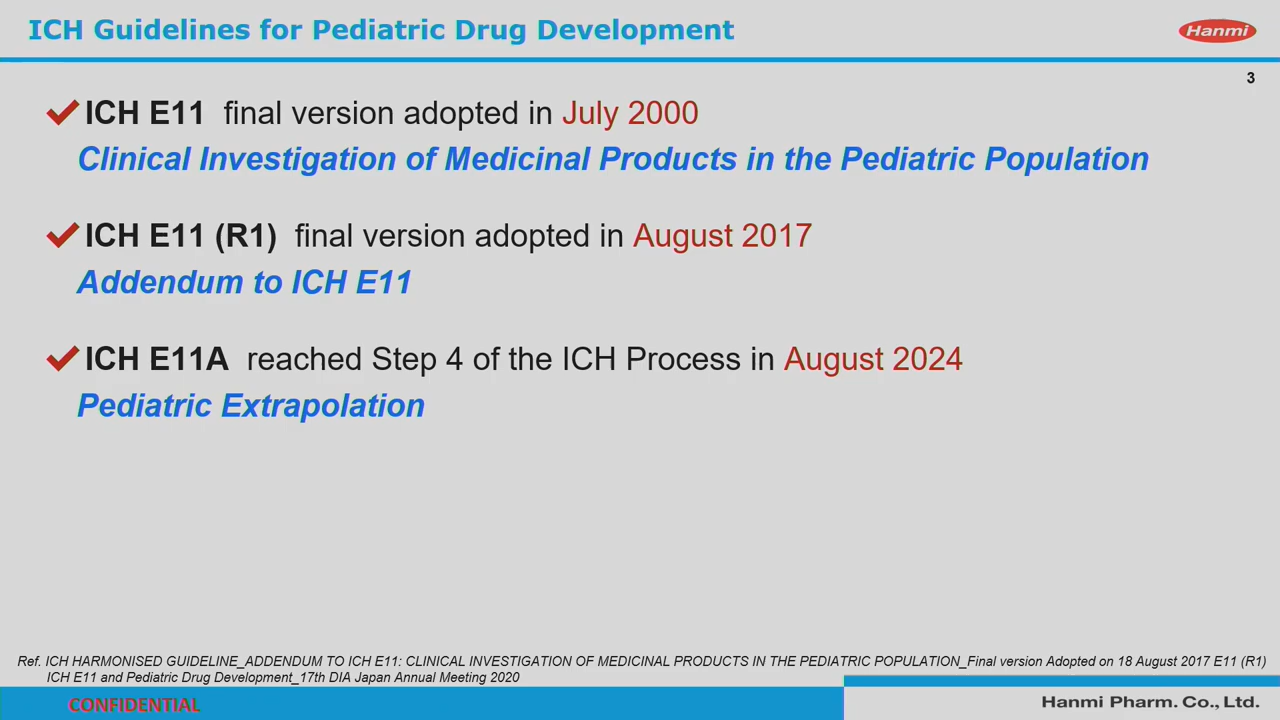 ICH Guidelines for Pediatric Drug Development
Hanmi
3
ICH E11 final version adopted in July 2000
Clinical Investigation of Medicinal Products in the Pediatric Population
ICH E11 (R1) final version adopted in August 2017
Addendum to ICH E11
ICH E11A reached Step 4 of the ICH Process in August 2024
Pediatric Extrapolation
Ref. ICH HARMONISED GUIDELINE_ADDENDUM TO ICH E11: CLINICAL INVESTIGATION OF MEDICINAL PRODUCTS IN THE PEDIATRIC POPULATION_Final version Adopted on 18 August 2017 E11 (R1)
ICH E11 and Pediatric Drug Development_17th DIA Japan Annual Meeting 2020
CONFIDENTIAL
Hanmi Pharm. Co., Ltd.